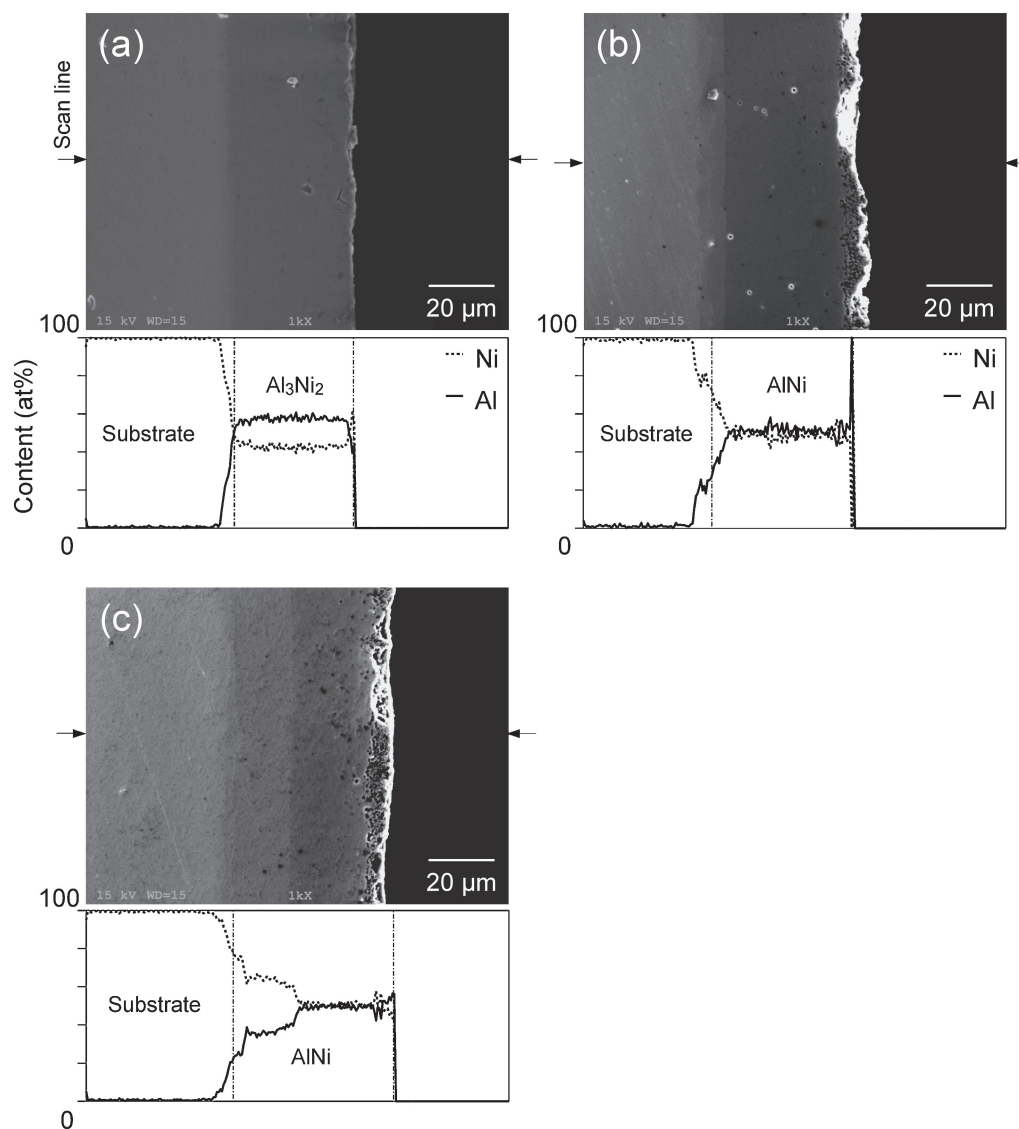 (a)
Scan line
20 µm
15 kV WD=15 1kX
(b)
20 µm
15 kV WD=15 1kX
100
Content (at%)
0
Substrate
Al₃Ni₂
Ni
Al
100
0
Substrate
AlNi
Ni
Al
(c)
20 µm
15 kV WD=15 1kX
100
0
Substrate
AlNi